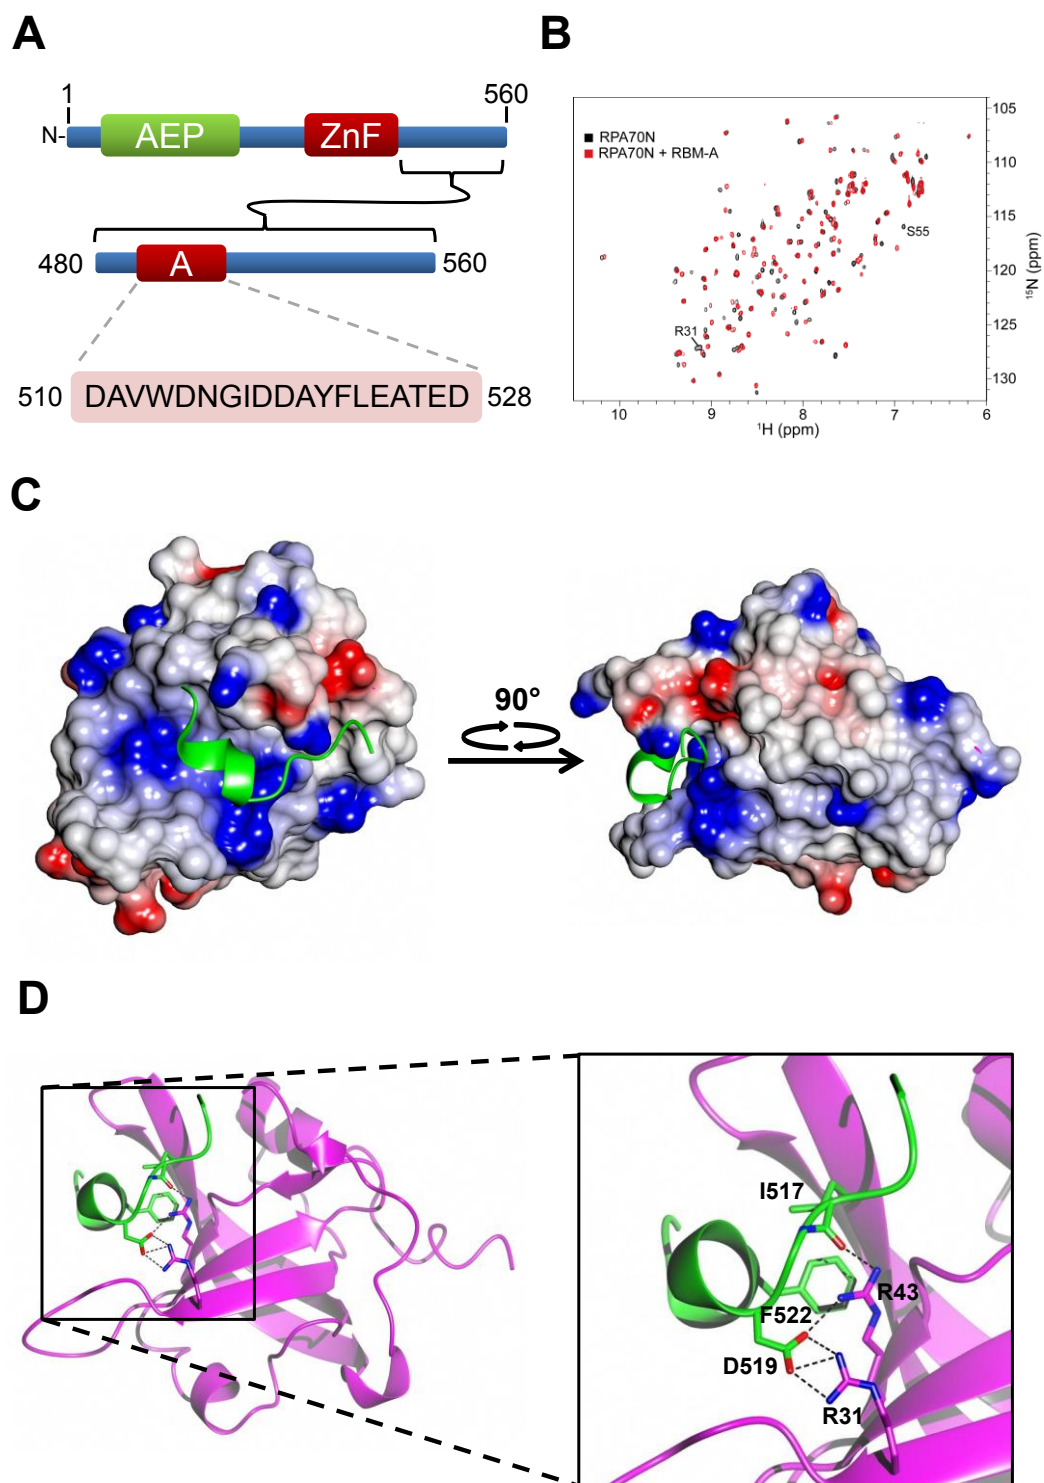 A
1
560
N-
AEP
ZnF
480
A
560
510
DAVWDNGIDDAYFLEATED
528
B
RPA70N
RPA70N + RBM-A
S55
R31
105
110
115
120
125
130
¹⁵N (ppm)
10
9
8
7
6
¹H (ppm)
C
90°
D
I517
R43
F522
D519
R31